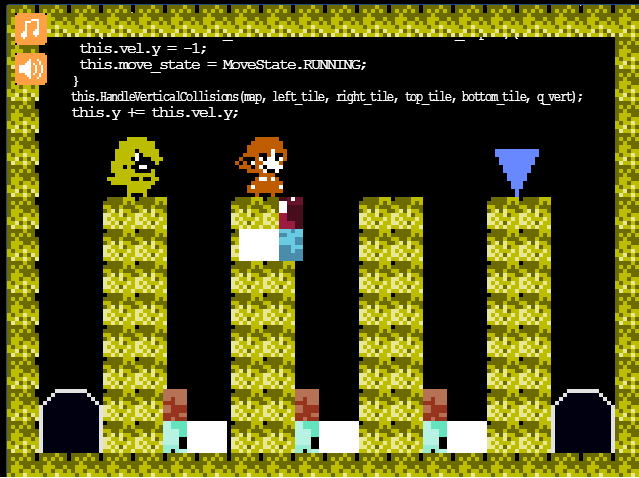 this.vel.y = -1;
this.move_state = MoveState.RUNNING;
}
this.HandleVerticalCollisions(map, left_tile, right_tile, top_tile, bottom_tile, q_vert);
this.y += this.vel.y;